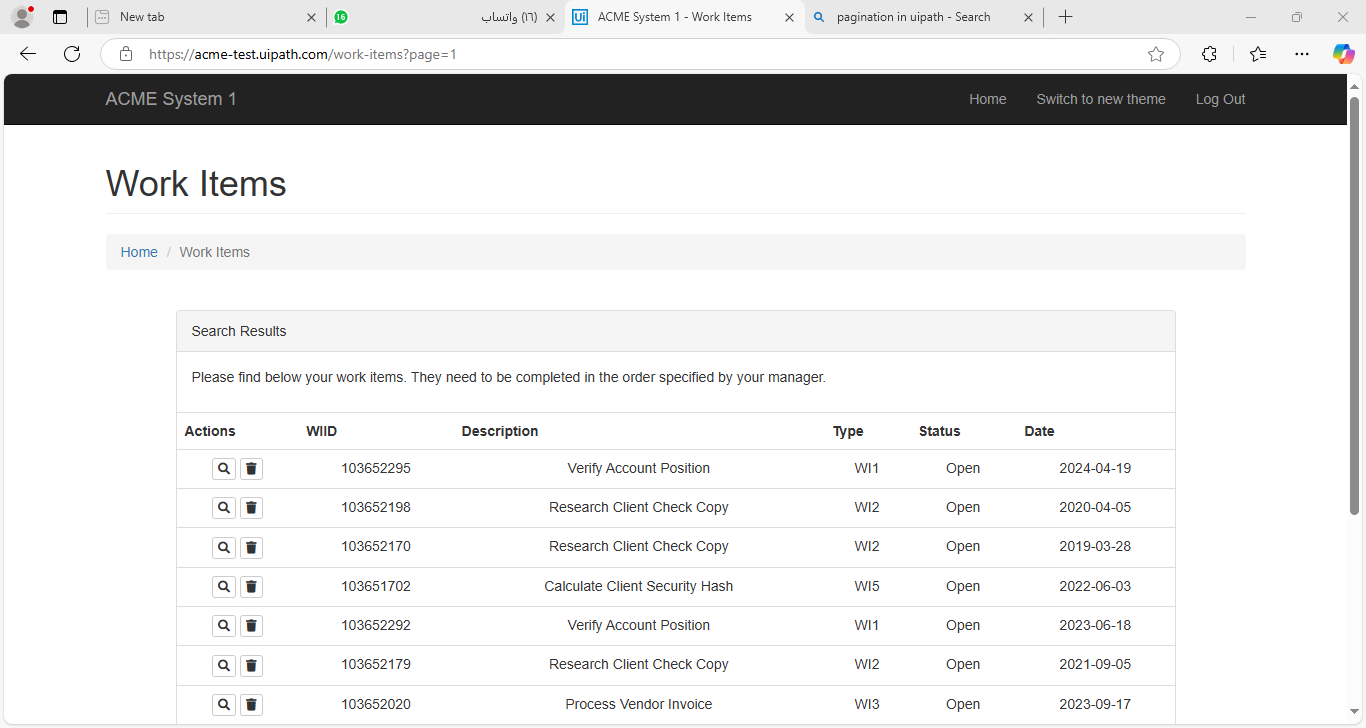 New tab
16
(١٦) واتساب
Ui ACME System 1 - Work Items
pagination in uipath - Search
https://acme-test.uipath.com/work-items?page=1
ACME System 1 Home Switch to new theme Log Out
Work Items
Home / Work Items
Search Results
Please find below your work items. They need to be completed in the order specified by your manager.
Actions WIID Description Type Status Date
103652295 Verify Account Position WI1 Open 2024-04-19
103652198 Research Client Check Copy WI2 Open 2020-04-05
103652170 Research Client Check Copy WI2 Open 2019-03-28
103651702 Calculate Client Security Hash WI5 Open 2022-06-03
103652292 Verify Account Position WI1 Open 2023-06-18
103652179 Research Client Check Copy WI2 Open 2021-09-05
103652020 Process Vendor Invoice WI3 Open 2023-09-17